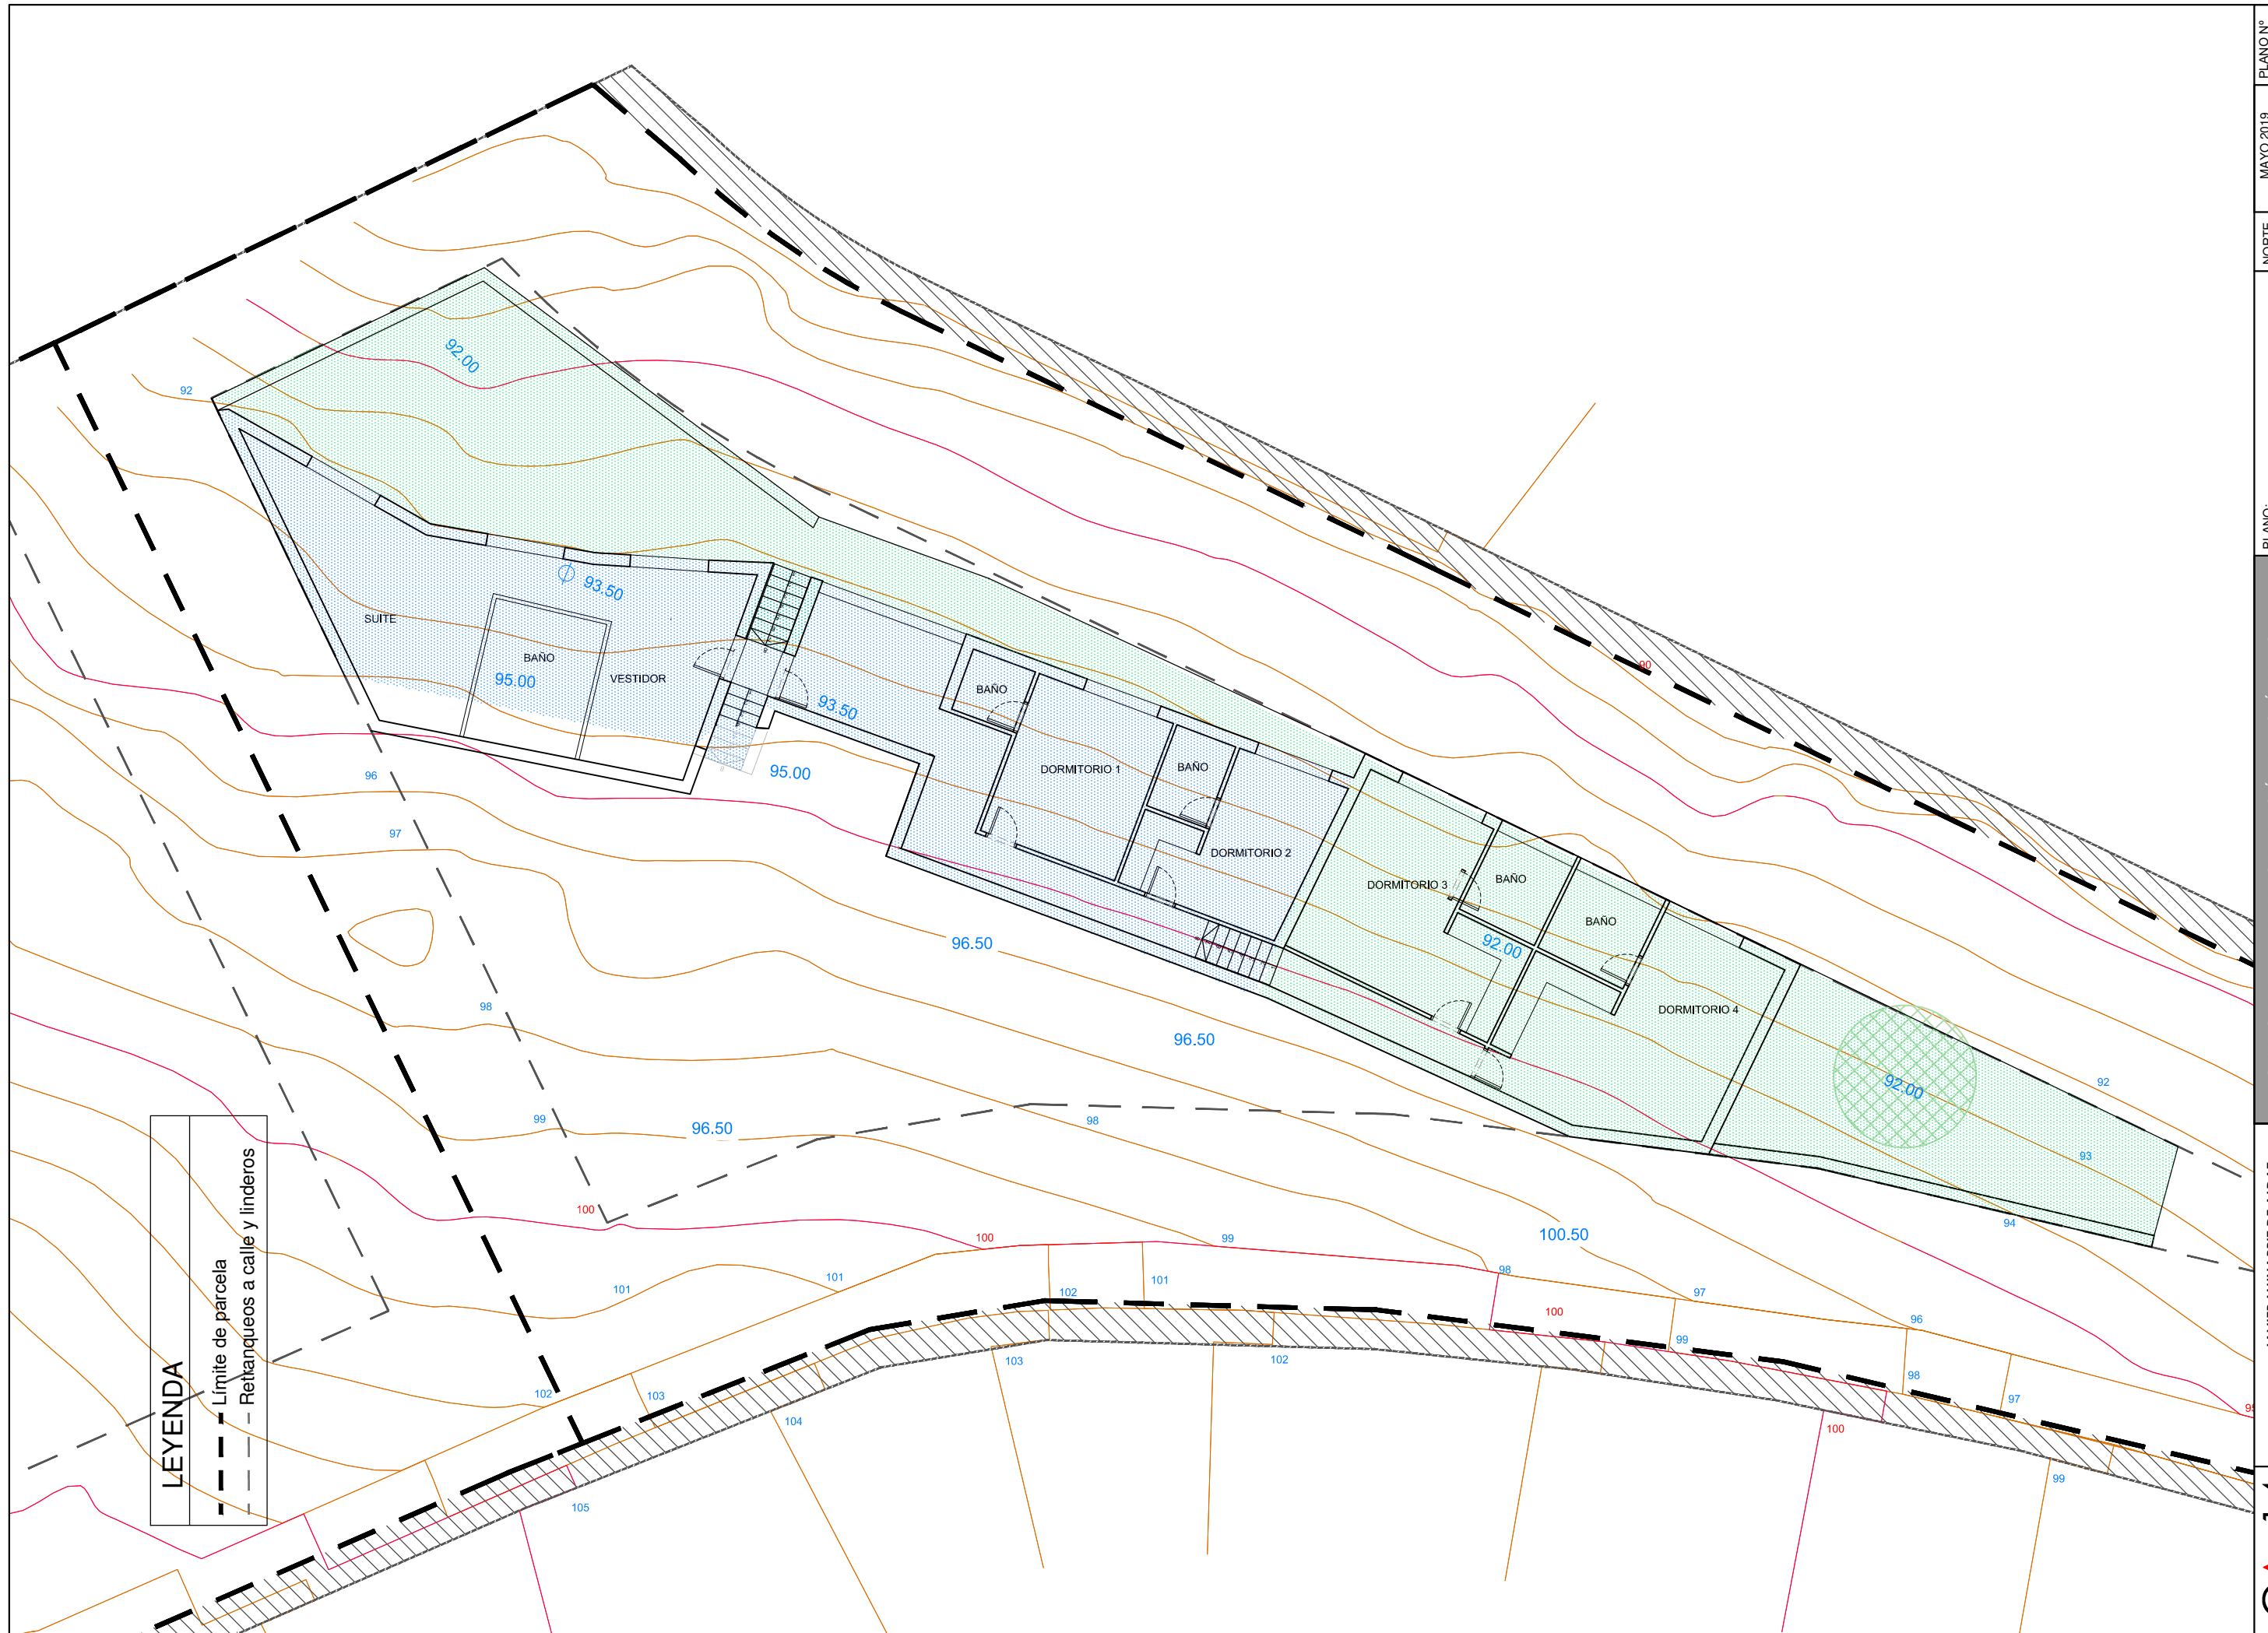 92.00
92
93.50
SUITE
BAÑO
95.00
VESTIDOR
93.50
95.00
BAÑO
DORMITORIO 1
BAÑO
DORMITORIO 2
90
DORMITORIO 3
BAÑO
92.00
BAÑO
DORMITORIO 4
92.00
92
93
94
96
97
98
99
96.50
96.50
96.50
98
100
100
99
100.50
98
97
96
95
101
101
102
101
100
99
98
97
102
103
103
102
104
105
100
99
LEYENDA
Límite de parcela
Retranqueos a calle y linderos
PLANO Nº
MAYO 2019
NORTE
PLANO: